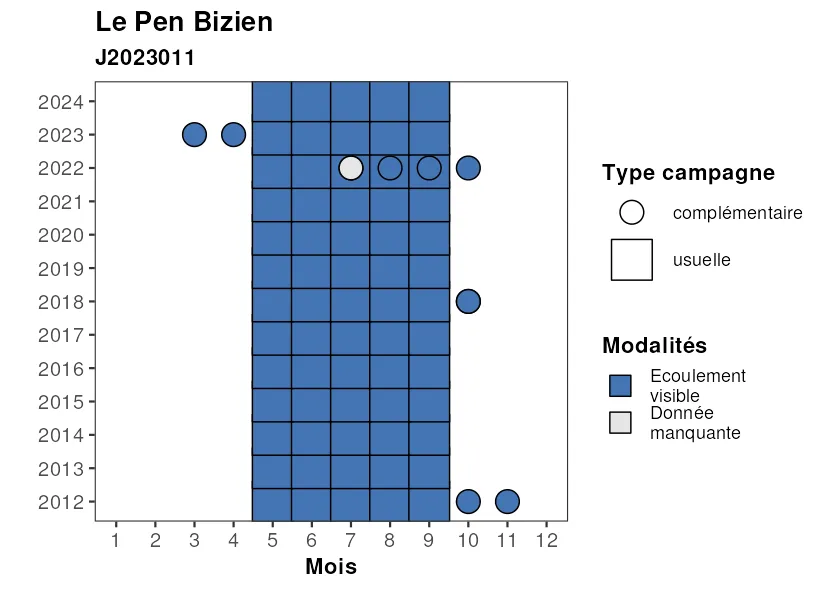 Le Pen Bizien
J2023011
2024
2023
2022
2021
2020
2019
2018
2017
2016
2015
2014
2013
2012
1 2 3 4 5 6 7 8 9 10 11 12
Mois
Type campagne
complémentaire
usuelle
Modalités
Ecoulement
visible
Donnée
manquante